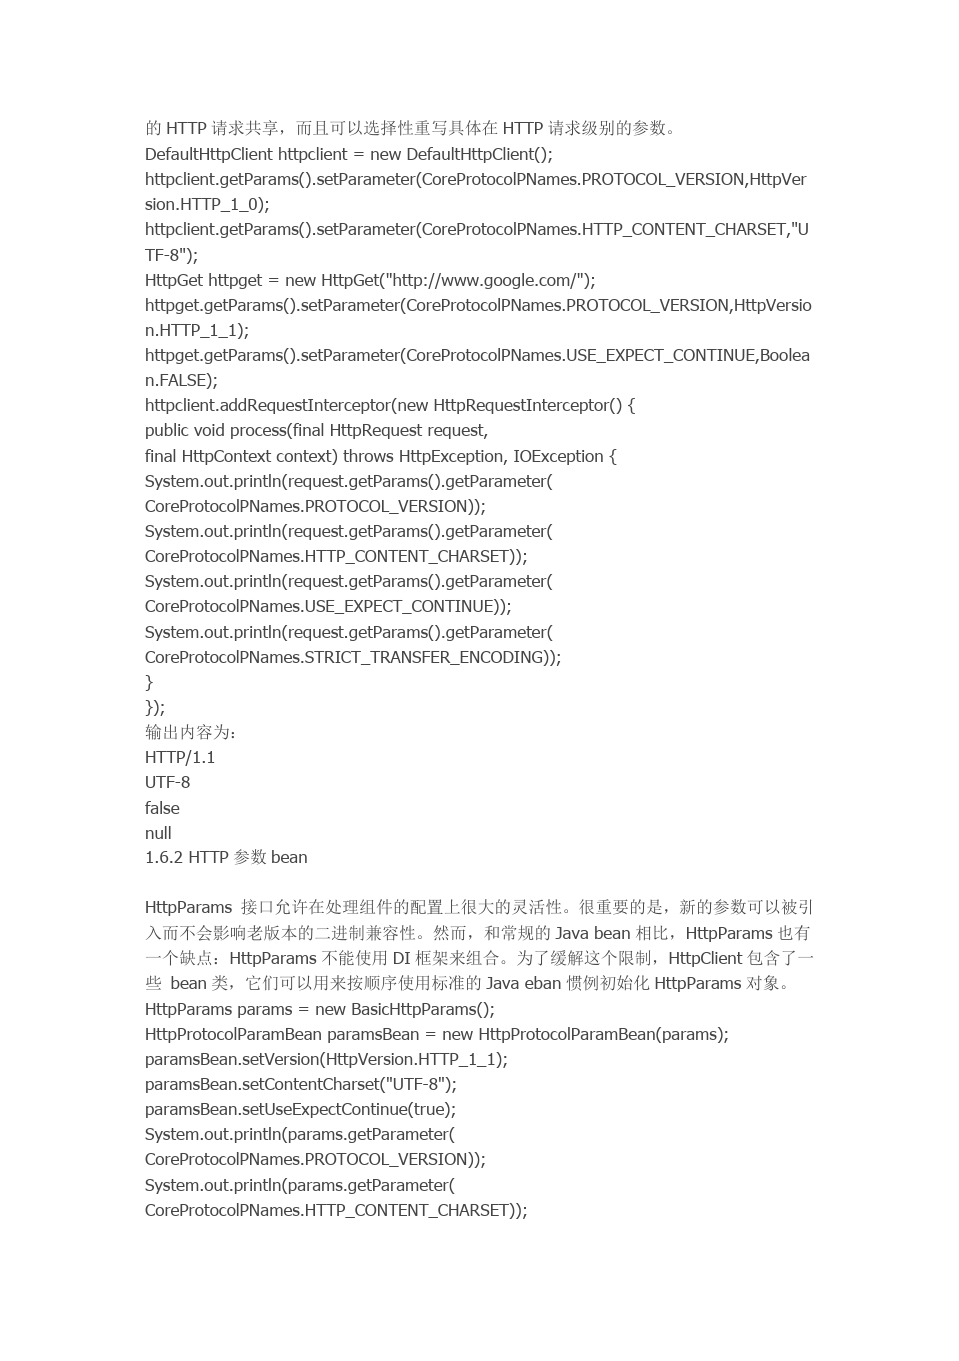 的 HTTP 请求共享，而且可以选择性重写具体在 HTTP 请求级别的参数。
DefaultHttpClient httpclient = new DefaultHttpClient();
httpclient.getParams().setParameter(CoreProtocolPNames.PROTOCOL_VERSION,HttpVer
sion.HTTP_1_0);
httpclient.getParams().setParameter(CoreProtocolPNames.HTTP_CONTENT_CHARSET,"U
TF-8");
HttpGet httpget = new HttpGet("http://www.google.com/");
httpget.getParams().setParameter(CoreProtocolPNames.PROTOCOL_VERSION,HttpVersio
n.HTTP_1_1);
httpget.getParams().setParameter(CoreProtocolPNames.USE_EXPECT_CONTINUE,Boolea
n.FALSE);
httpclient.addRequestInterceptor(new HttpRequestInterceptor() {
public void process(final HttpRequest request,
final HttpContext context) throws HttpException, IOException {
System.out.println(request.getParams().getParameter(
CoreProtocolPNames.PROTOCOL_VERSION));
System.out.println(request.getParams().getParameter(
CoreProtocolPNames.HTTP_CONTENT_CHARSET));
System.out.println(request.getParams().getParameter(
CoreProtocolPNames.USE_EXPECT_CONTINUE));
System.out.println(request.getParams().getParameter(
CoreProtocolPNames.STRICT_TRANSFER_ENCODING));
}
});
输出内容为：
HTTP/1.1
UTF-8
false
null
1.6.2 HTTP 参数 bean
HttpParams 接口允许在处理组件的配置上很大的灵活性。很重要的是，新的参数可以被引
入而不会影响老版本的二进制兼容性。然而，和常规的 Java bean 相比，HttpParams 也有
一个缺点：HttpParams 不能使用 DI 框架来组合。为了缓解这个限制，HttpClient 包含了一
些 bean 类，它们可以用来按顺序使用标准的 Java eban 惯例初始化 HttpParams 对象。
HttpParams params = new BasicHttpParams();
HttpProtocolParamBean paramsBean = new HttpProtocolParamBean(params);
paramsBean.setVersion(HttpVersion.HTTP_1_1);
paramsBean.setContentCharset("UTF-8");
paramsBean.setUseExpectContinue(true);
System.out.println(params.getParameter(
CoreProtocolPNames.PROTOCOL_VERSION));
System.out.println(params.getParameter(
CoreProtocolPNames.HTTP_CONTENT_CHARSET));